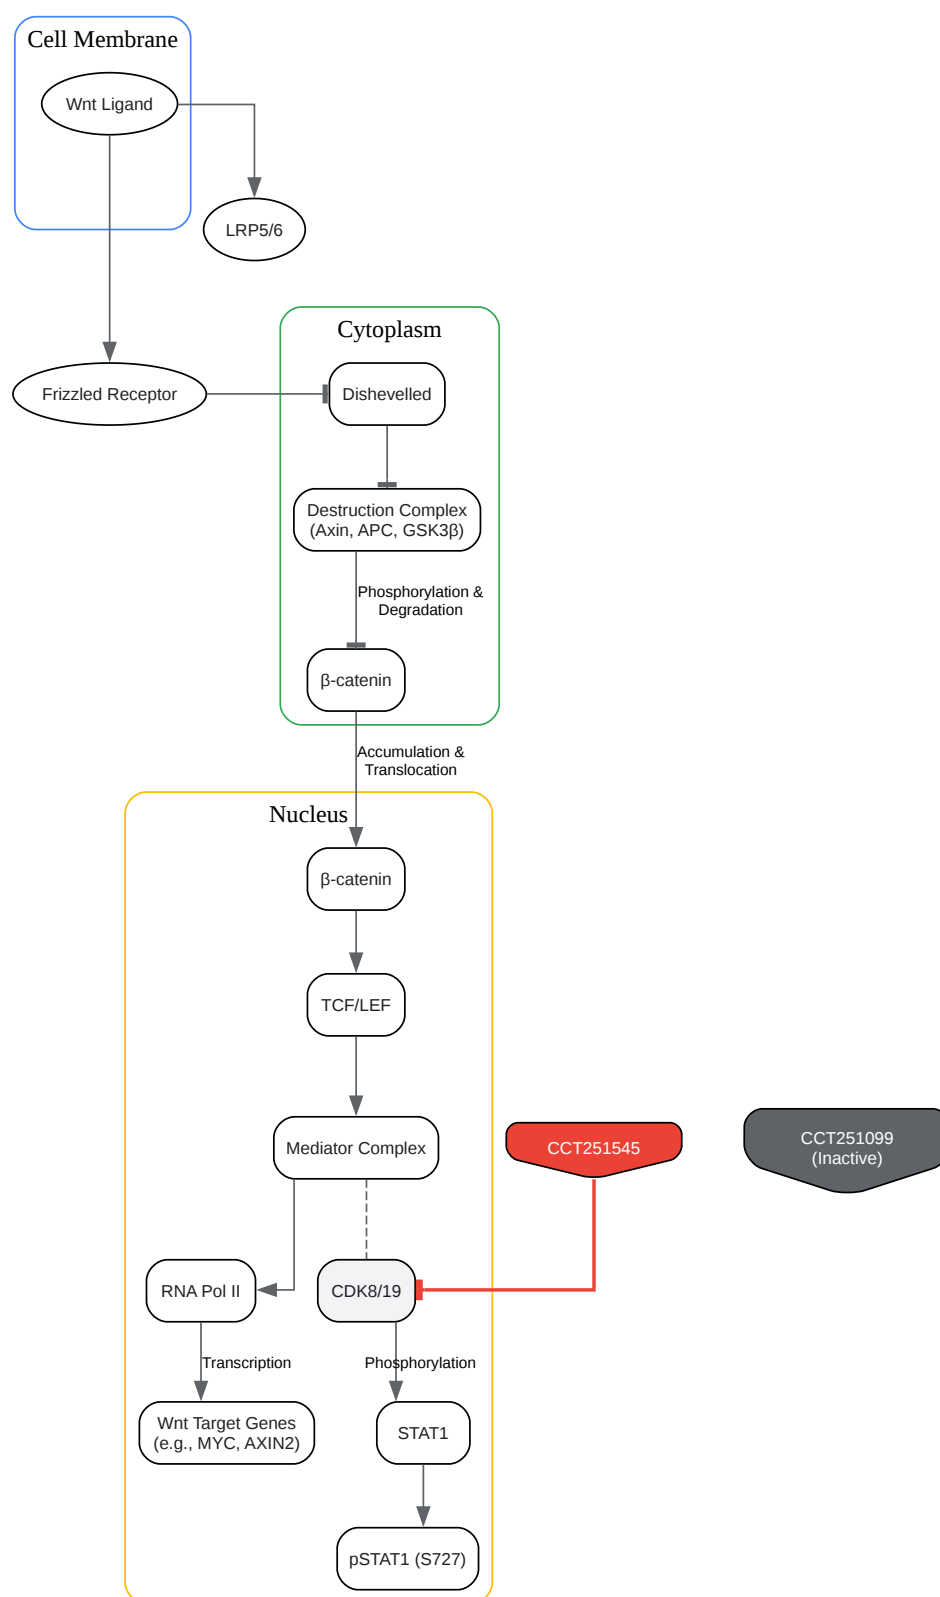 Cell Membrane
Wnt Ligand
LRP5/6
Cytoplasm
Frizzled Receptor
Dishevelled
Destruction Complex
(Axin, APC, GSK3β)
Phosphorylation &
Degradation
β-catenin
Accumulation &
Translocation
Nucleus
β-catenin
TCF/LEF
Mediator Complex
CCT251545
CCT251099
(Inactive)
RNA Pol II
CDK8/19
Transcription
Phosphorylation
Wnt Target Genes
(e.g., MYC, AXIN2)
STAT1
pSTAT1 (S727)